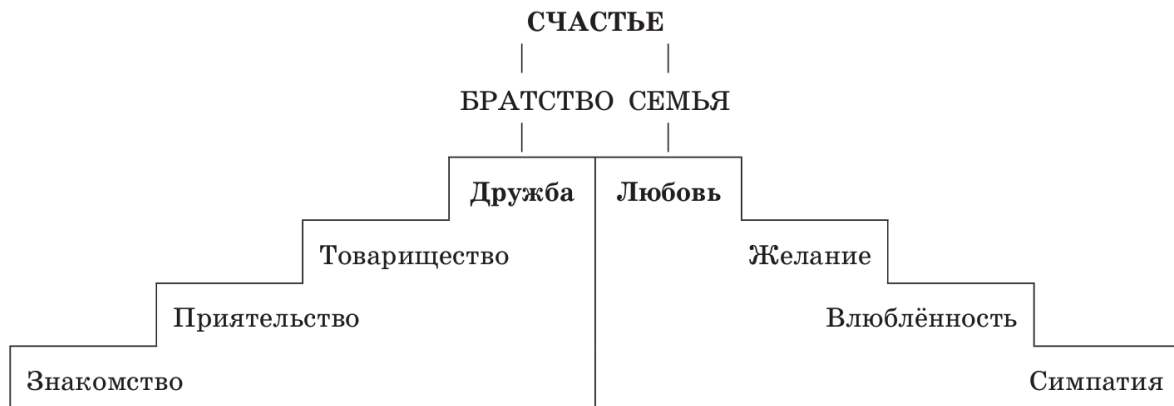 СЧАСТЬЕ
БРАТСТВО СЕМЬЯ
Дружба Любовь
Товарищество Желание
Приятельство Влюблённость
Знакомство Симпатия